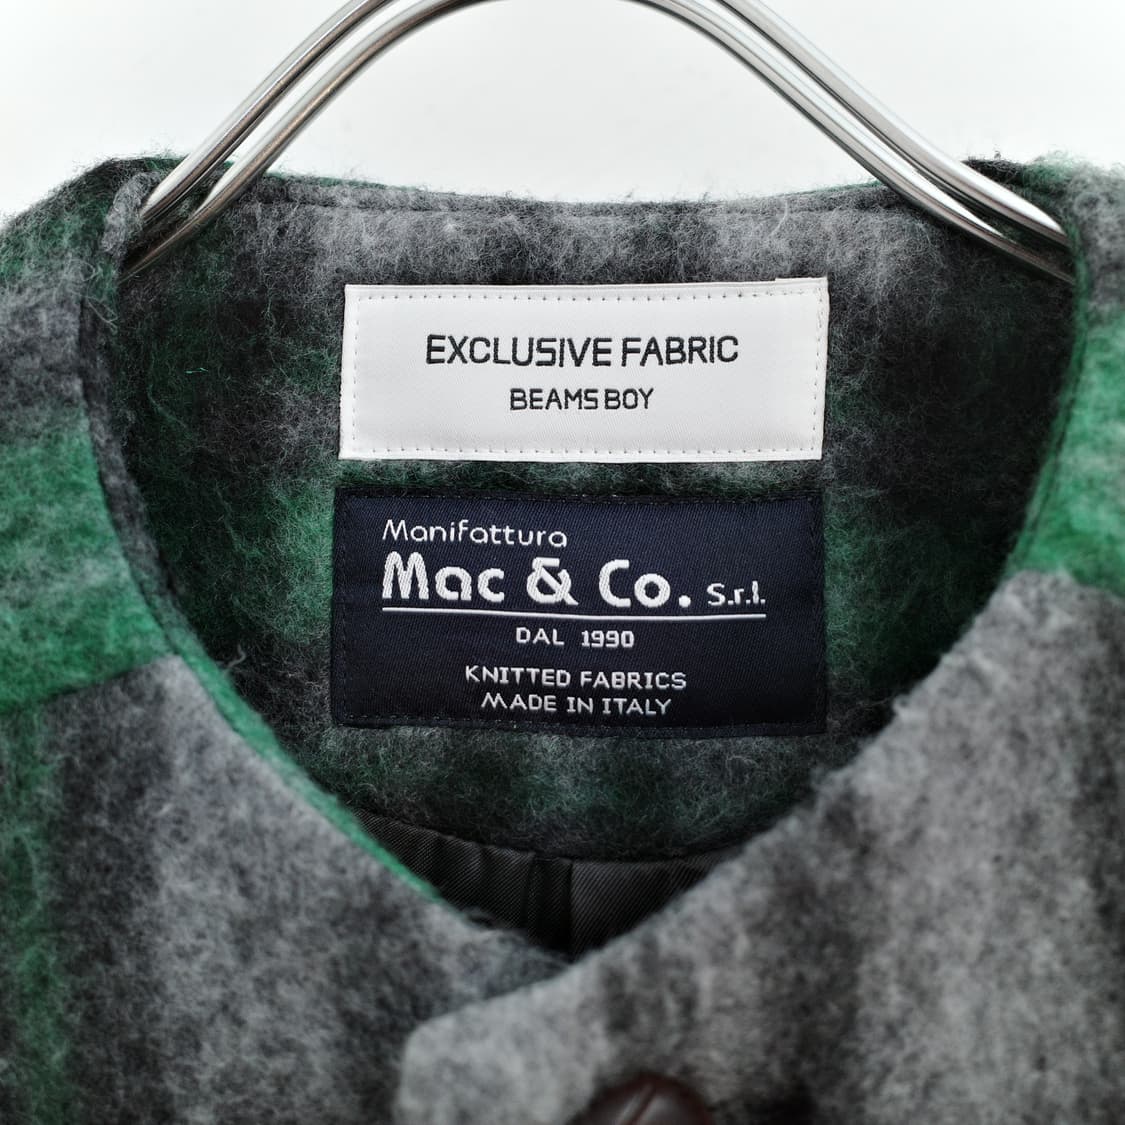 EXCLUSIVE FABRIC
BEAMS BOY
Manifattura
Mac & Co. S.r.l.
DAL 1990
KNITTED FABRICS
MADE IN ITALY